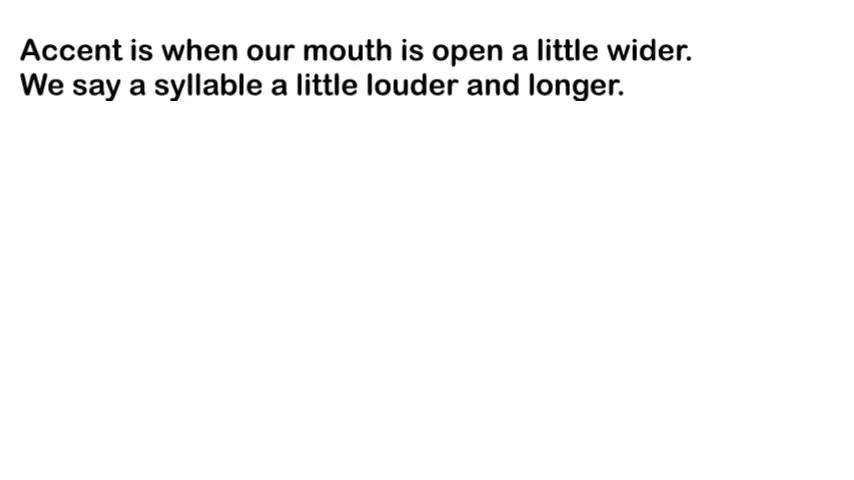 Accent is when our mouth is open a little wider.
We say a syllable a little louder and longer.